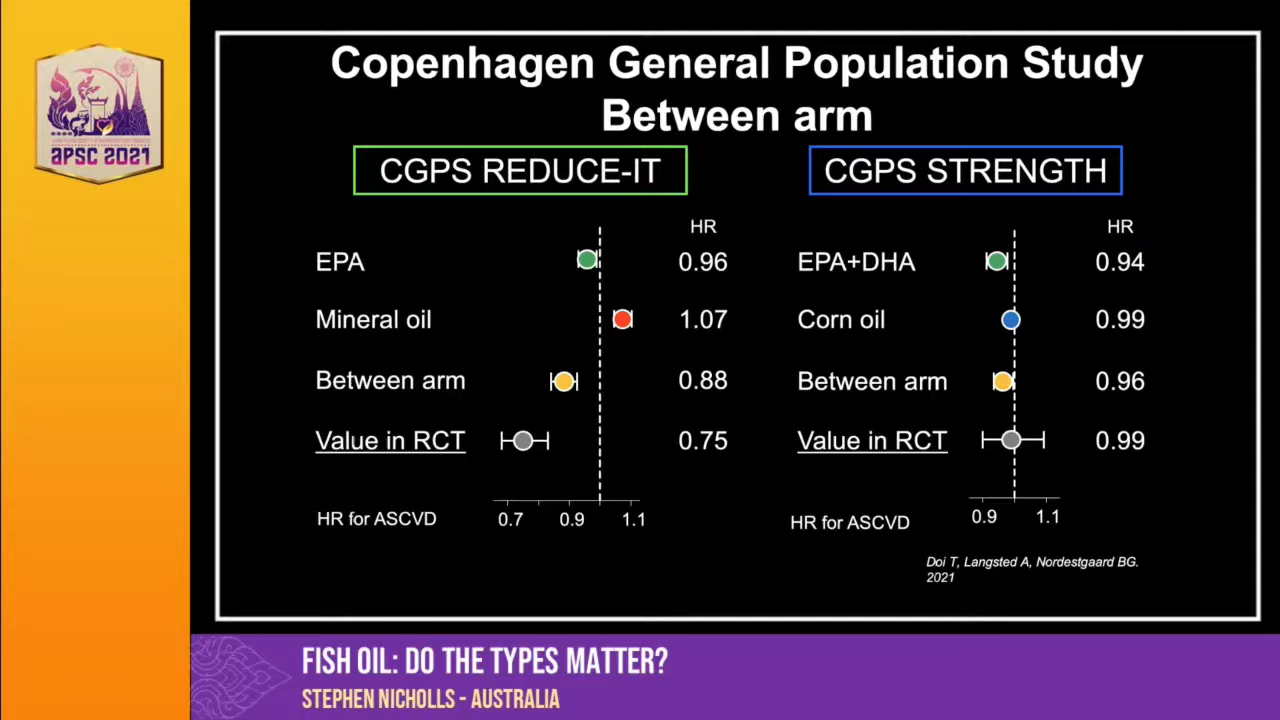 APSC 2021
Copenhagen General Population Study
Between arm
CGPS REDUCE-IT
HR
EPA 0.96
Mineral oil 1.07
Between arm 0.88
Value in RCT 0.75
HR for ASCVD 0.7 0.9 1.1
CGPS STRENGTH
HR
EPA+DHA 0.94
Corn oil 0.99
Between arm 0.96
Value in RCT 0.99
0.9 1.1
HR for ASCVD
Doi T, Langsted A, Nordestgaard BG.
2021
FISH OIL: DO THE TYPES MATTER?
STEPHEN NICHOLLS - AUSTRALIA